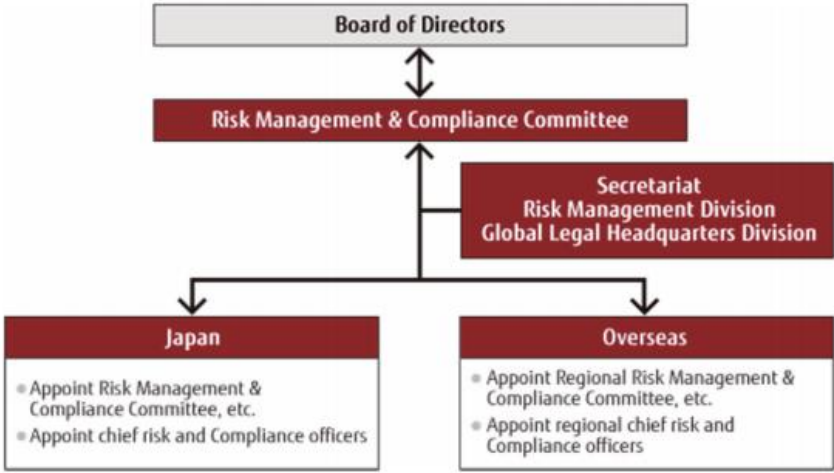 Board of Directors
Risk Management & Compliance Committee
Secretariat
Risk Management Division
Global Legal Headquarters Division
Japan
• Appoint Risk Management &
Compliance Committee, etc.
• Appoint chief risk and Compliance officers
Overseas
• Appoint Regional Risk Management &
Compliance Committee, etc.
• Appoint regional chief risk and
Compliance officers